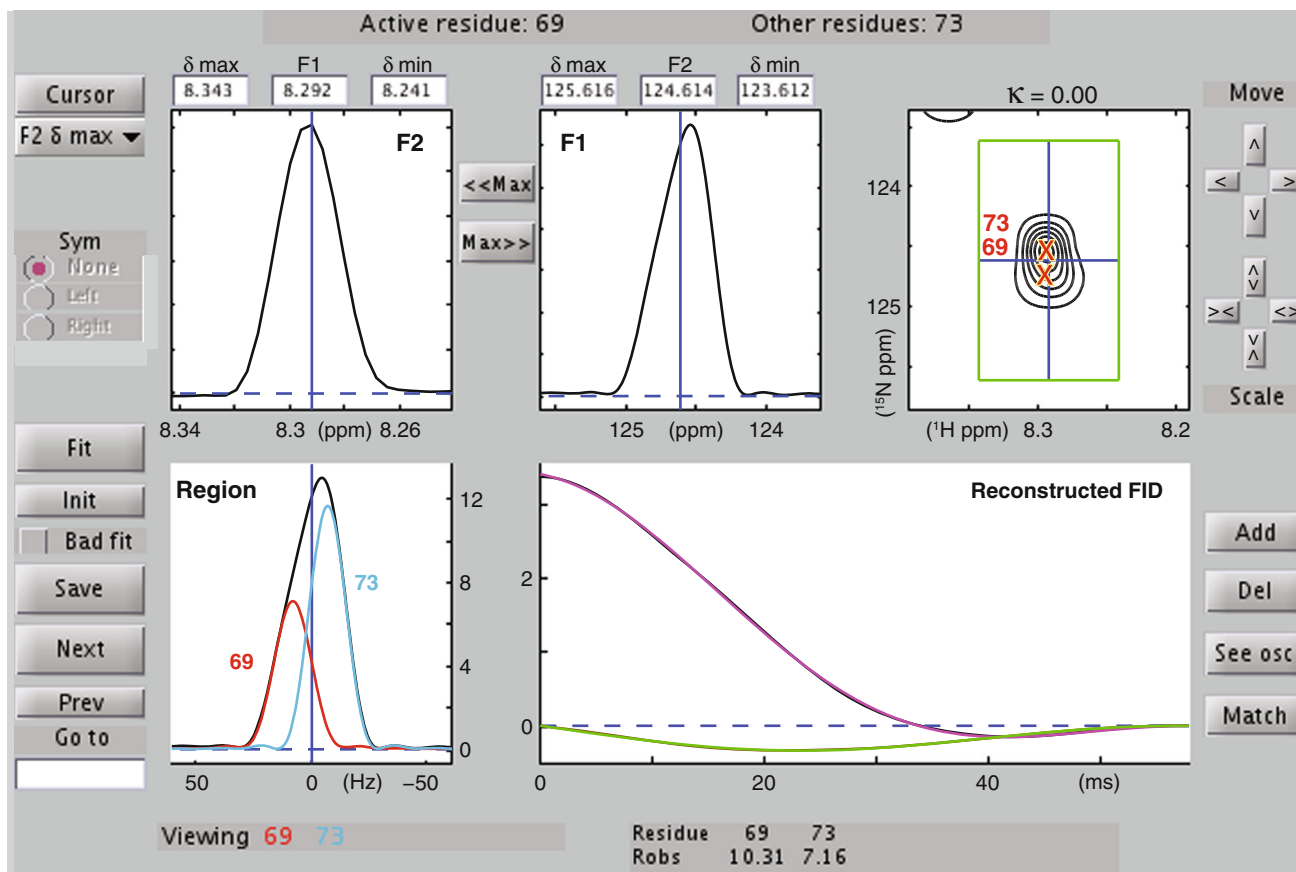 Active residue: 69 Other residues: 73
δ max F1 δ min δ max F2 δ min
8.343 8.292 8.241 125.616 124.614 123.612
Cursor
F2 δ max
F2
F1
<<Max
Max>>
κ = 0.00
124
125
(¹⁵N ppm)
73
69
Move
<
>
^
v
><
<>
Scale
Sym
None
Left
Right
8.34 8.3 (ppm) 8.26
125 (ppm) 124
(¹H ppm) 8.3 8.2
Fit
Init
Bad fit
Save
Next
Prev
Go to
Region
12
8
4
0
73
69
50 0 (Hz) −50
Reconstructed FID
2
0
0 20 40 (ms)
Add
Del
See osc
Match
Viewing 69 73
Residue 69 73
Robs 10.31 7.16